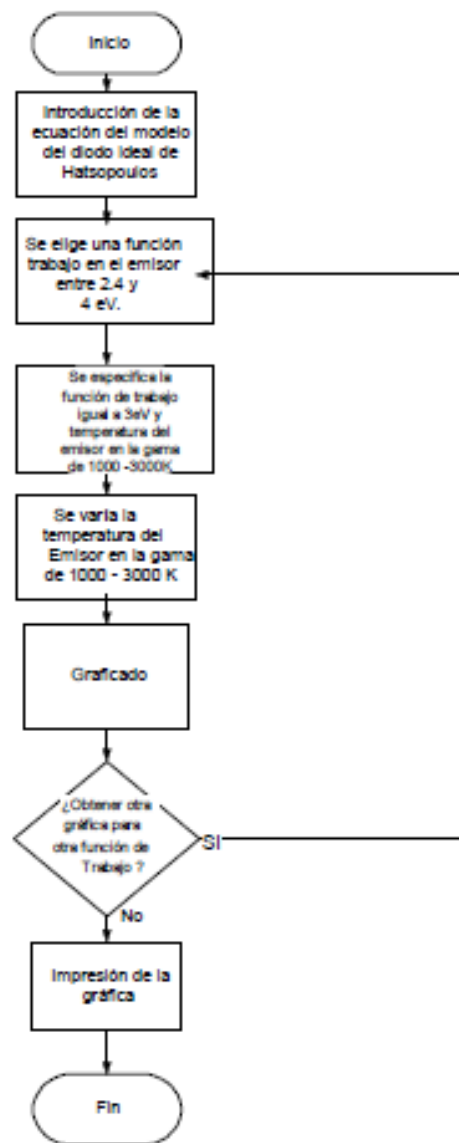 Inicio
Introducción de la
ecuación del modelo
del diodo ideal de
Hatsopoulos
Se elige una función
trabajo en el emisor
entre 2.4 y
4 eV.
Se especifica la
función de trabajo
igual a 3eV y
temperatura del
emisor en la gama
de 1000 -3000K
Se varía la
temperatura del
Emisor en la gama
de 1000 - 3000 K
Graficado
¿Obtener otra
gráfica para
otra función de
Trabajo ?
SI
No
Impresión de la
gráfica
Fin